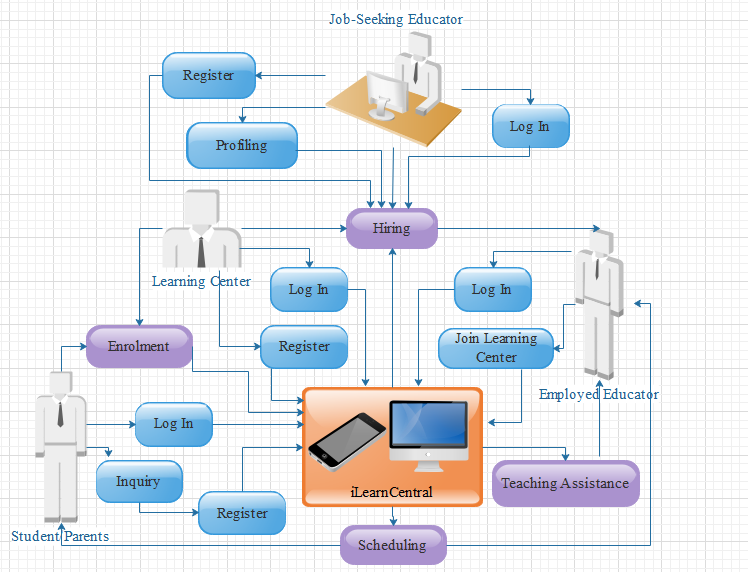 Job-Seeking Educator
Register
Log In
Profiling
Hiring
Learning Center
Log In
Log In
Enrolment
Register
Join Learning
Center
Employed Educator
Log In
Inquiry
Teaching Assistance
iLearnCentral
Register
Student Parents
Scheduling